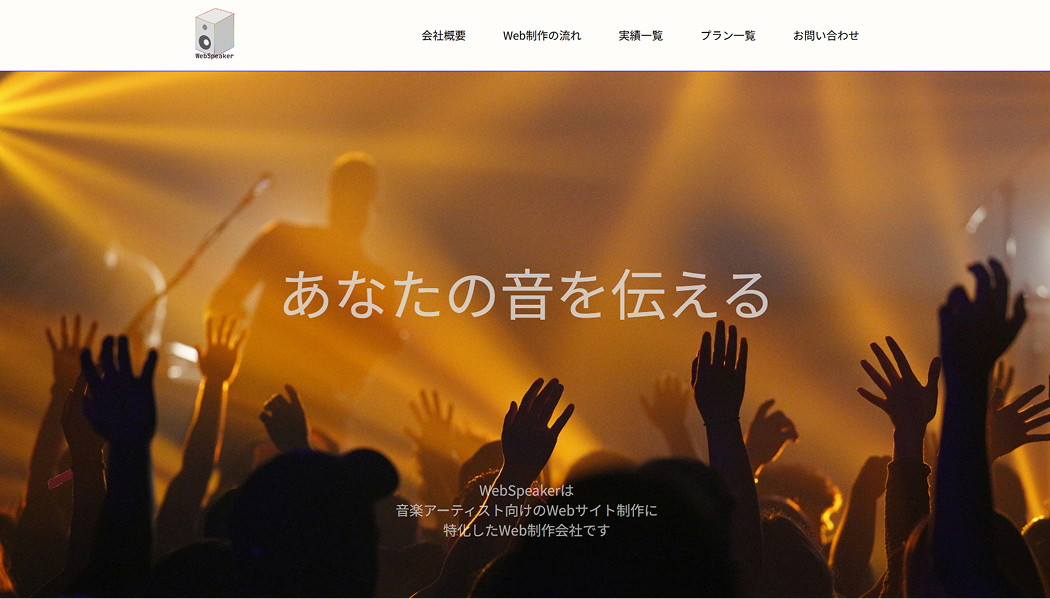 WebSpeaker
会社概要
Web制作の流れ
実績一覧
プラン一覧
お問い合わせ
あなたの音を伝える
WebSpeakerは
音楽アーティスト向けのWebサイト制作に
特化したWeb制作会社です